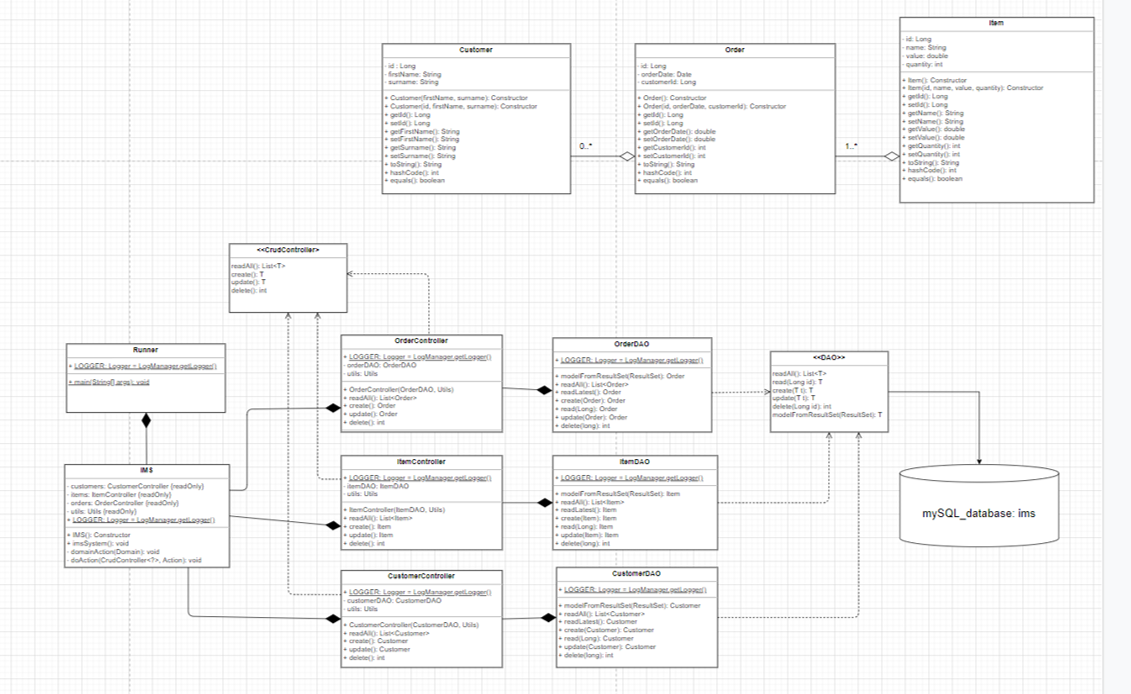 Customer
- id : Long
- firstName: String
- surname: String
+ Customer(firstName, surname): Constructor
+ Customer(id, firstName, surname): Constructor
+ getId(): Long
+ setId(): Long
+ getFirstName(): String
+ setFirstName(): String
+ getSurname(): String
+ setSurname(): String
+ toString(): String
+ hashCode(): int
+ equals(): boolean
0..*
Order
- id: Long
- orderDate: Date
- customerId: Long
+ Order(): Constructor
+ Order(id, orderDate, customerId): Constructor
+ getId(): Long
+ setId(): Long
+ getOrderDate(): double
+ setOrderDate(): double
+ getCustomerId(): int
+ setCustomerId(): int
+ toString(): String
+ hashCode(): int
+ equals(): boolean
1..*
Item
- id: Long
- name: String
- value: double
- quantity: int
+ Item(): Constructor
+ Item(id, name, value, quantity): Constructor
+ getId(): Long
+ setId(): Long
+ getName(): String
+ setName(): String
+ getValue(): double
+ setValue(): double
+ getQuantity(): int
+ setQuantity(): int
+ toString(): String
+ hashCode(): int
+ equals(): boolean
<<CrudController>
readAll(): List<T>
create(): T
update(): T
delete(): int
Runner
+ LOGGER: Logger = LogManager.getLogger()
+ main(String[] args): void
IMS
- customers: CustomerController {readOnly}
- items: ItemController {readOnly}
- orders: OrderController {readOnly}
- utils: Utils {readOnly}
+ LOGGER: Logger = LogManager.getLogger()
+ IMS(): Constructor
+ imsSystem(): void
- domainAction(Domain): void
- doAction(CrudController<?>, Action): void
OrderController
+ LOGGER: Logger = LogManager.getLogger()
- orderDAO: OrderDAO
- utils: Utils
+ OrderController(OrderDAO, Utils)
+ readAll(): List<Order>
+ create(): Order
+ update(): Order
+ delete(): int
OrderDAO
+ LOGGER: Logger = LogManager.getLogger()
+ modelFromResultSet(ResultSet): Order
+ readAll(): List<Order>
+ readLatest(): Order
+ create(Order): Order
+ read(Long): Order
+ update(Order): Order
+ delete(long): int
<<DAO>>
readAll(): List<T>
read(Long id): T
create(T t): T
update(T t): T
delete(Long id): int
modelFromResultSet(ResultSet): T
ItemController
+ LOGGER: Logger = LogManager.getLogger()
- itemDAO: ItemDAO
- utils: Utils
+ ItemController(ItemDAO, Utils)
+ readAll(): List<Item>
+ create(): Item
+ update(): Item
+ delete(): int
ItemDAO
+ LOGGER: Logger = LogManager.getLogger()
+ modelFromResultSet(ResultSet): Item
+ readAll(): List<Item>
+ readLatest(): Item
+ create(Item): Item
+ read(Long): Item
+ update(Item): Item
+ delete(long): int
mySQL_database: ims
CustomerController
+ LOGGER: Logger = LogManager.getLogger()
- customerDAO: CustomerDAO
- utils: Utils
+ CustomerController(CustomerDAO, Utils)
+ readAll(): List<Customer>
+ create(): Customer
+ update(): Customer
+ delete(): int
CustomerDAO
+ LOGGER: Logger = LogManager.getLogger()
+ modelFromResultSet(ResultSet): Customer
+ readAll(): List<Customer>
+ readLatest(): Customer
+ create(Customer): Customer
+ read(Long): Customer
+ update(Customer): Customer
+ delete(long): int